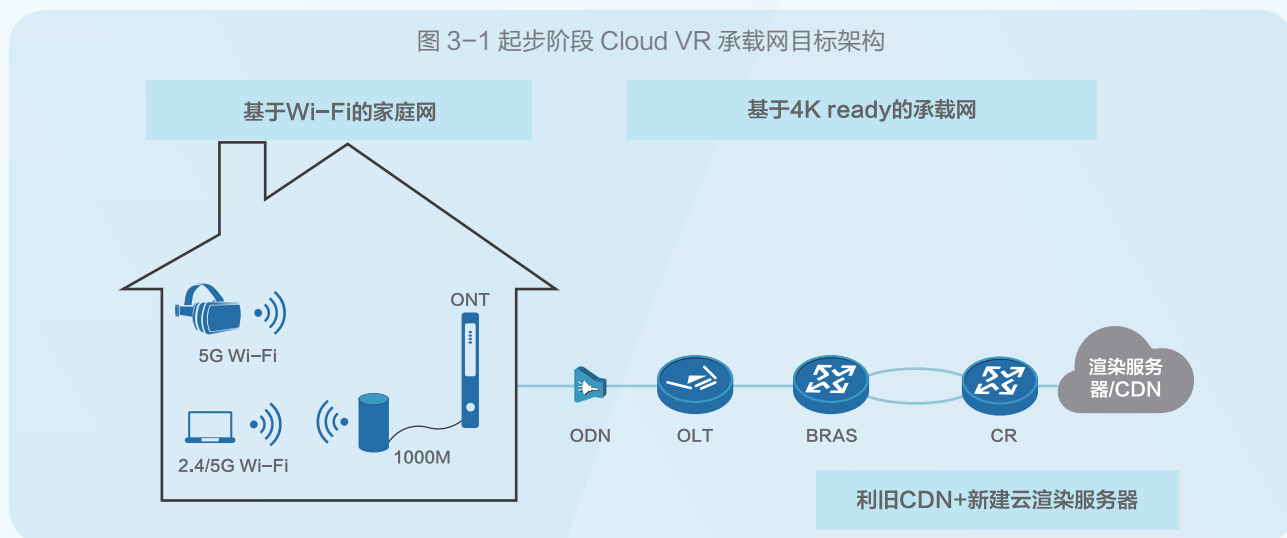 图 3-1 起步阶段 Cloud VR 承载网目标架构
基于Wi-Fi的家庭网
基于4K ready的承载网
ONT
5G Wi-Fi
渲染服务
器/CDN
ODN
OLT
BRAS
CR
2.4/5G Wi-Fi
1000M
利旧CDN+新建云渲染服务器